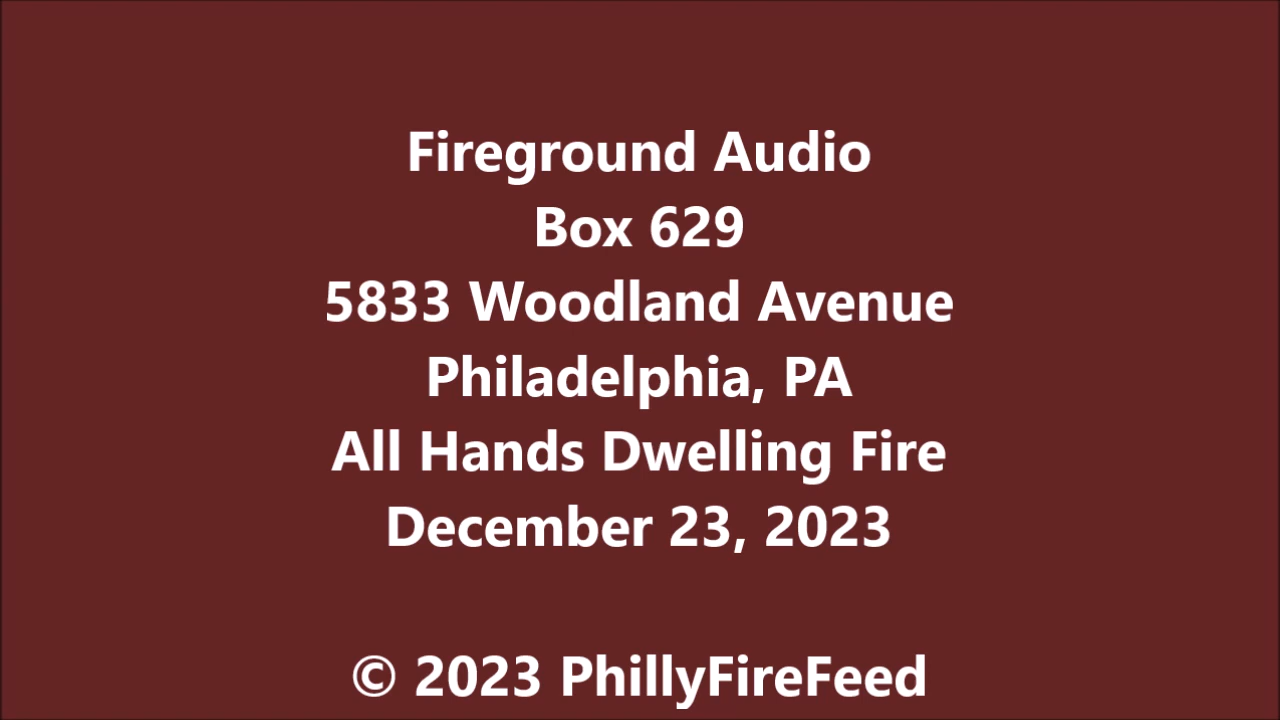 Fireground Audio
Box 629
5833 Woodland Avenue
Philadelphia, PA
All Hands Dwelling Fire
December 23, 2023
© 2023 PhillyFireFeed